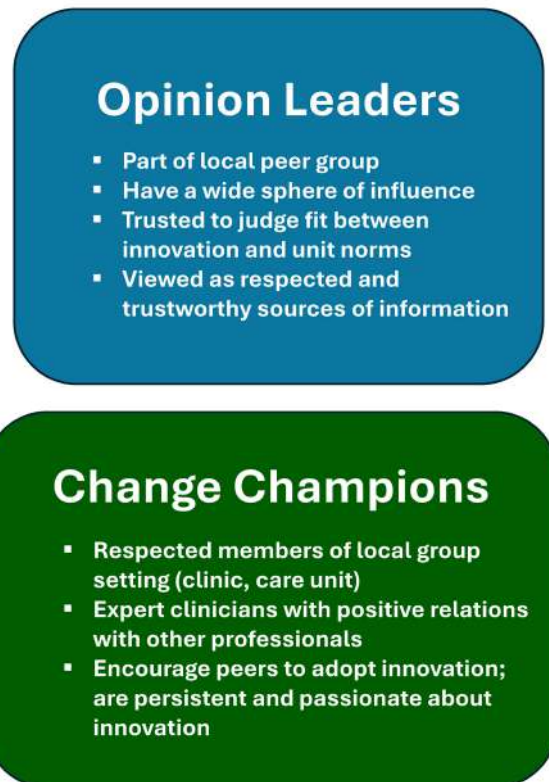 Opinion Leaders
▪ Part of local peer group
▪ Have a wide sphere of influence
▪ Trusted to judge fit between
innovation and unit norms
▪ Viewed as respected and
trustworthy sources of information
Change Champions
▪ Respected members of local group
setting (clinic, care unit)
▪ Expert clinicians with positive relations
with other professionals
▪ Encourage peers to adopt innovation;
are persistent and passionate about
innovation